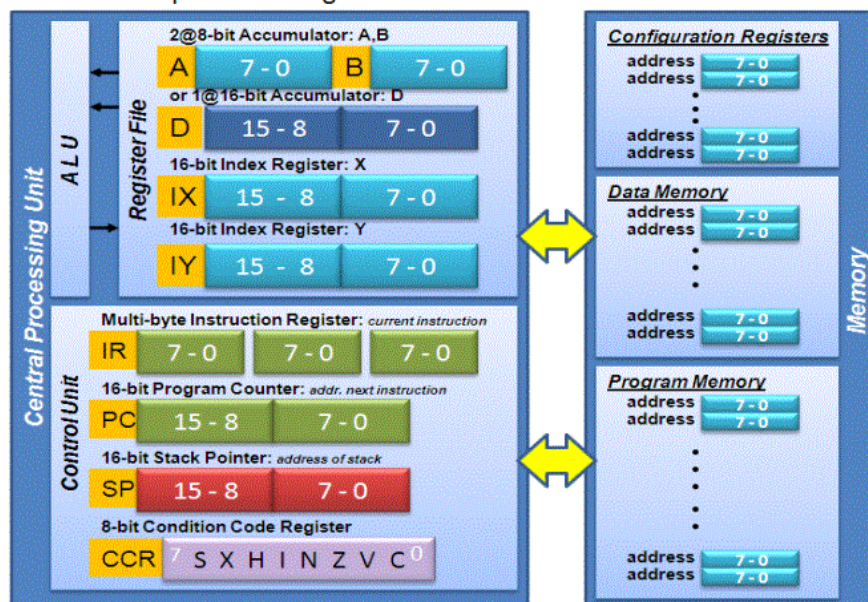 Central Processing Unit
ALU
Register File
2@8-bit Accumulator: A,B
A 7 - 0 B 7 - 0
or 1@16-bit Accumulator: D
D 15 - 8 7 - 0
16-bit Index Register: X
IX 15 - 8 7 - 0
16-bit Index Register: Y
IY 15 - 8 7 - 0
Control Unit
Multi-byte Instruction Register: current instruction
IR 7 - 0 7 - 0 7 - 0
16-bit Program Counter: addr. next instruction
PC 15 - 8 7 - 0
16-bit Stack Pointer: address of stack
SP 15 - 8 7 - 0
8-bit Condition Code Register
CCR 7 S X H I N Z V C 0
Memory
Configuration Registers
address 7 - 0
address 7 - 0
address 7 - 0
address 7 - 0
Data Memory
address 7 - 0
address 7 - 0
address 7 - 0
address 7 - 0
Program Memory
address 7 - 0
address 7 - 0
address 7 - 0
address 7 - 0